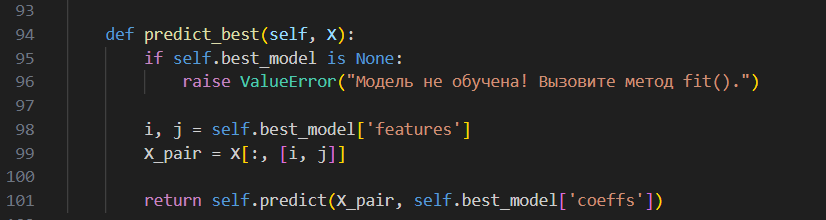 93
94 def predict_best(self, X):
95 if self.best_model is None:
96 raise ValueError("Модель не обучена! Вызовите метод fit().")
97
98 i, j = self.best_model['features']
99 X_pair = X[:, [i, j]]
100
101 return self.predict(X_pair, self.best_model['coeffs'])